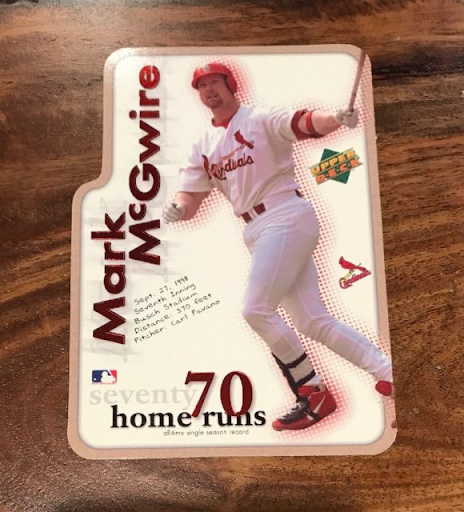 Mark
McGwire
Cardinals
UPPER
DECK
Sept. 27, 1998
Seventh Inning
Busch Stadium
Distance: 370 feet
Pitcher: Carl Pavano
seventy
70
home runs
all-time single season record